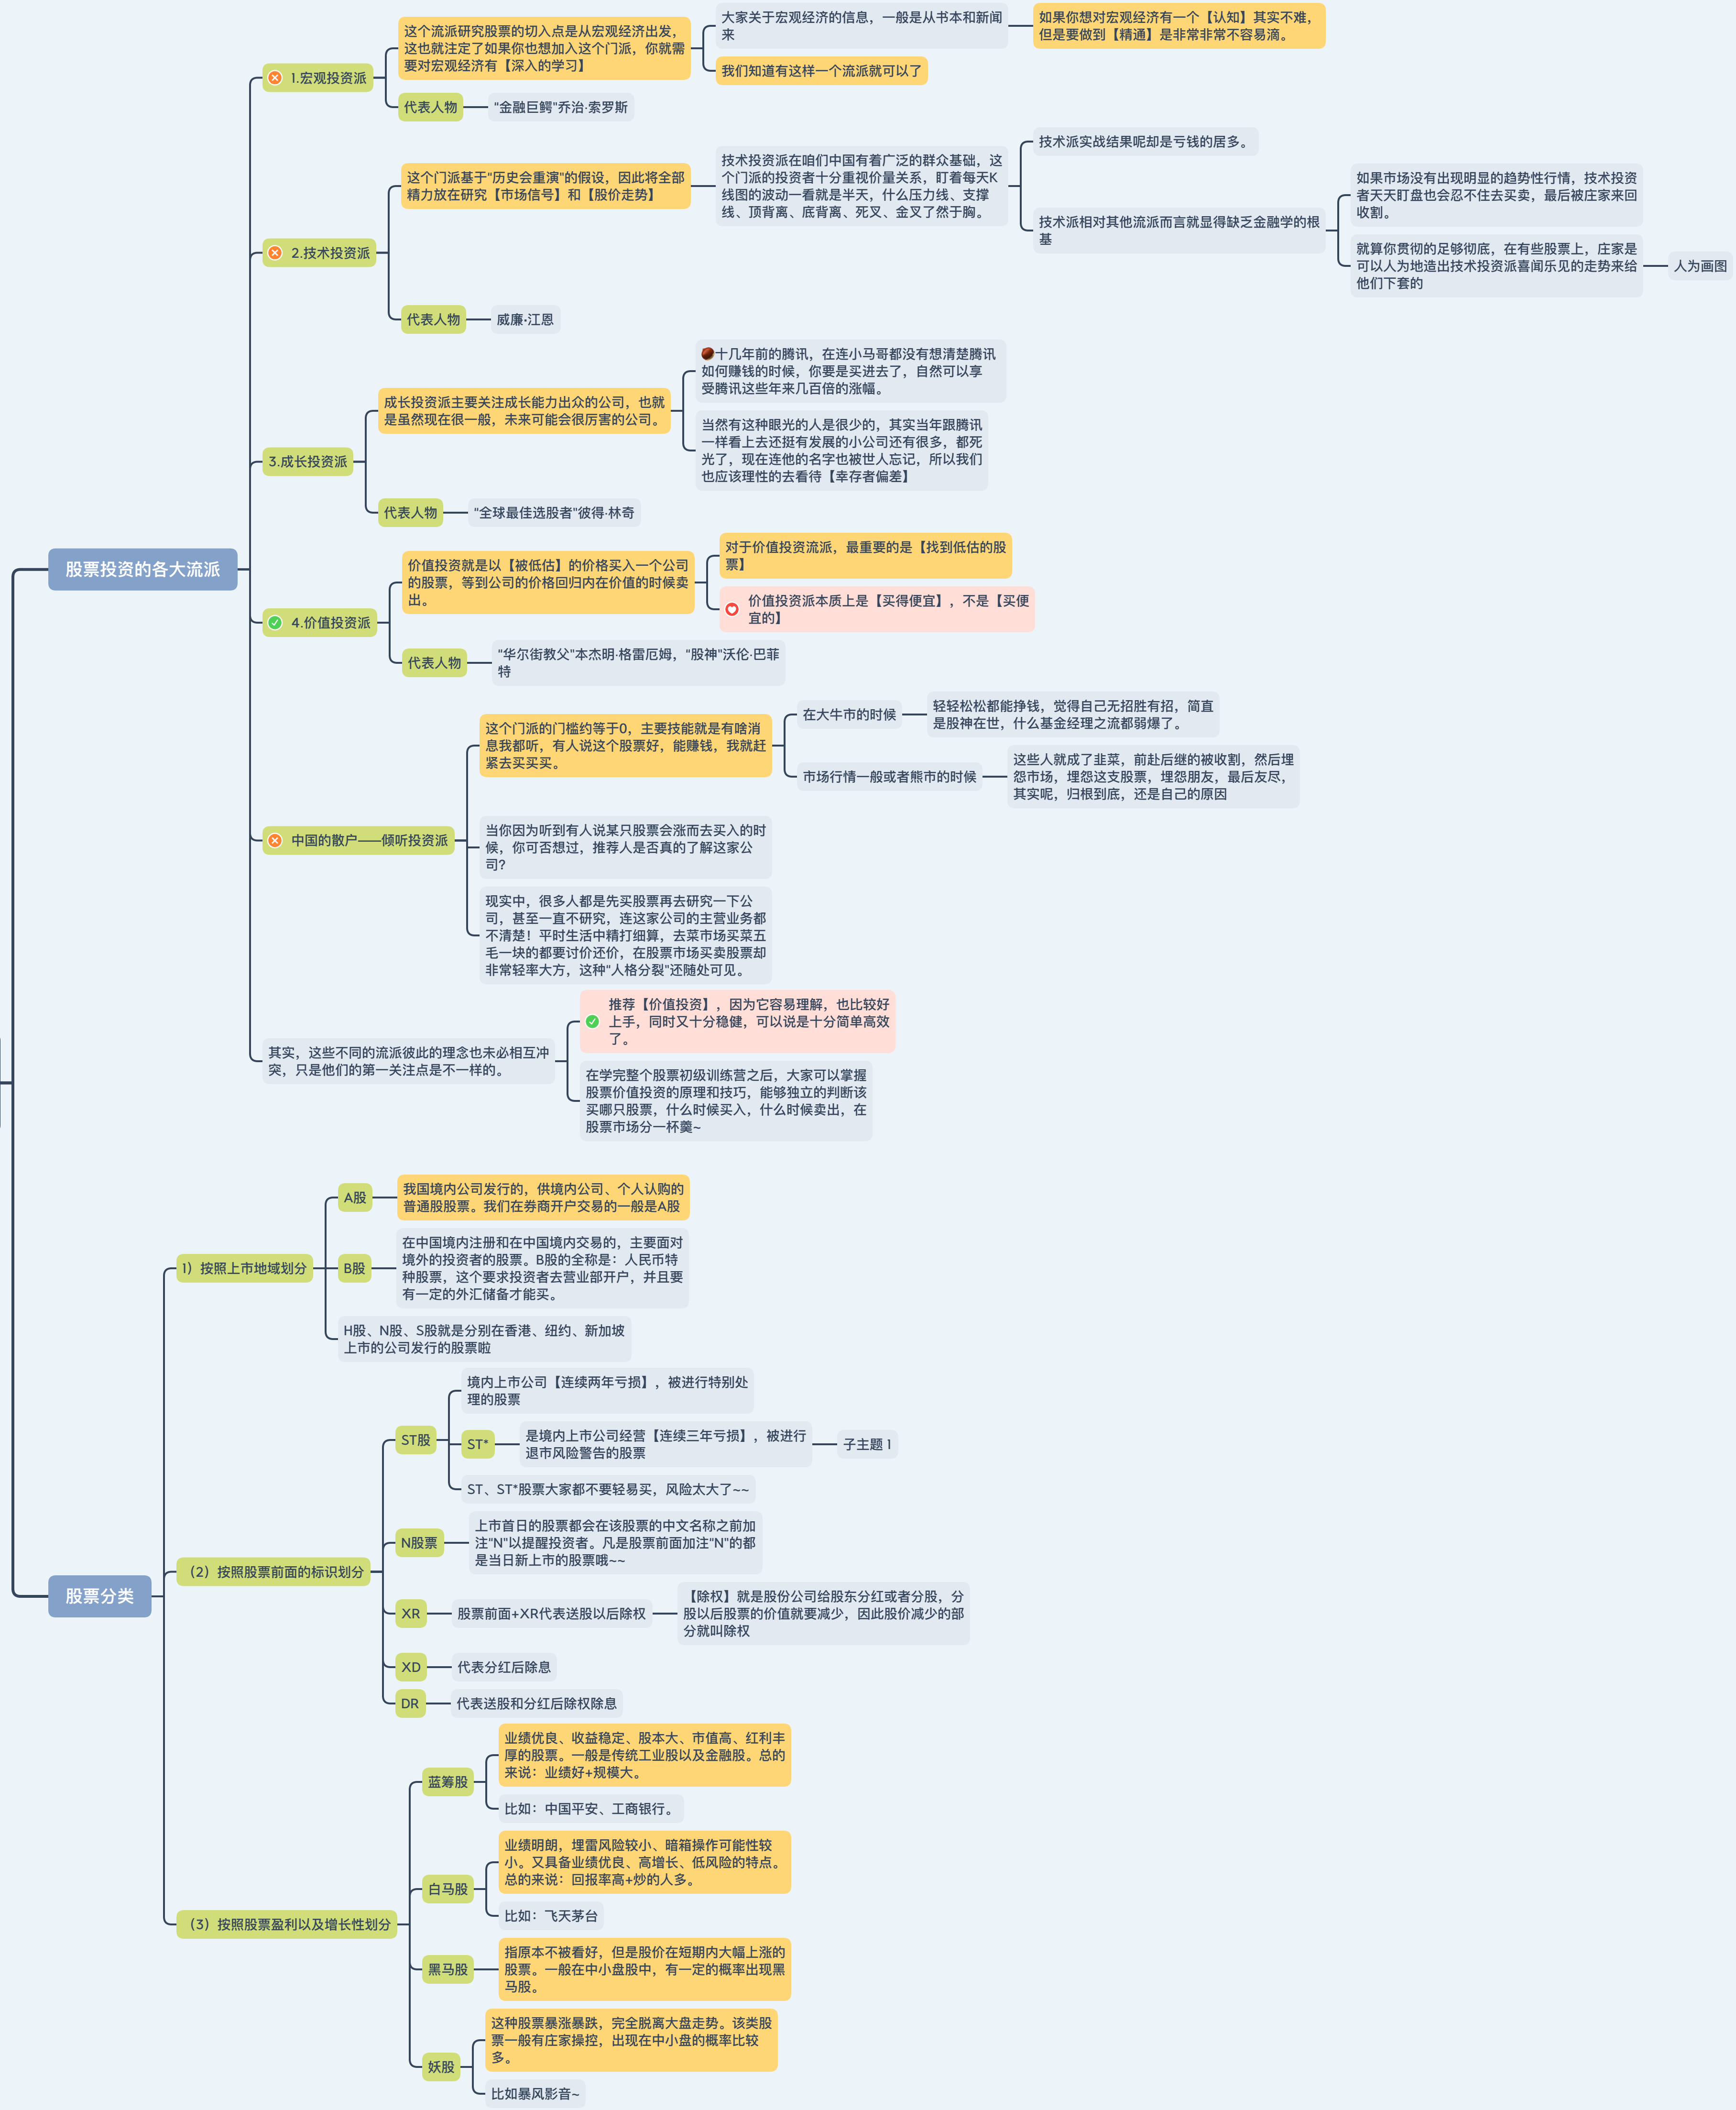 股票投资的各大流派
1.宏观投资派
这个流派研究股票的切入点是从宏观经济出发，
这也就注定了如果你也想加入这个门派，你就需
要对宏观经济有【深入的学习】
大家关于宏观经济的信息，一般是从书本和新闻
来
如果你想对宏观经济有一个【认知】其实不难，
但是要做到【精通】是非常非常不容易滴。
我们知道有这样一个流派就可以了
代表人物
"金融巨鳄"乔治·索罗斯
2.技术投资派
这个门派基于"历史会重演"的假设，因此将全部
精力放在研究【市场信号】和【股价走势】
技术投资派在咱们中国有着广泛的群众基础，这
个门派的投资者十分重视价量关系，盯着每天K
线图的波动一看就是半天，什么压力线、支撑
线、顶背离、底背离、死叉、金叉了然于胸。
技术派实战结果呢却是亏钱的居多。
技术派相对其他流派而言就显得缺乏金融学的根
基
如果市场没有出现明显的趋势性行情，技术投资
者天天盯盘也会忍不住去买卖，最后被庄家来回
收割。
就算你贯彻的足够彻底，在有些股票上，庄家是
可以人为地造出技术投资派喜闻乐见的走势来给
他们下套的
人为画图
代表人物
威廉·江恩
3.成长投资派
成长投资派主要关注成长能力出众的公司，也就
是虽然现在很一般，未来可能会很厉害的公司。
十几年前的腾讯，在连小马哥都没有想清楚腾讯
如何赚钱的时候，你要是买进去了，自然可以享
受腾讯这些年来几百倍的涨幅。
当然有这种眼光的人是很少的，其实当年跟腾讯
一样看上去还挺有发展的小公司还有很多，都死
光了，现在连他的名字也被世人忘记，所以我们
也应该理性的去看待【幸存者偏差】
代表人物
"全球最佳选股者"彼得·林奇
4.价值投资派
价值投资就是以【被低估】的价格买入一个公司
的股票，等到公司的价格回归内在价值的时候卖
出。
对于价值投资流派，最重要的是【找到低估的股
票】
价值投资派本质上是【买得便宜】，不是【买便
宜的】
代表人物
"华尔街教父"本杰明·格雷厄姆，"股神"沃伦·巴菲
特
中国的散户——倾听投资派
这个门派的门槛约等于0，主要技能就是有啥消
息我都听，有人说这个股票好，能赚钱，我就赶
紧去买买买。
在大牛市的时候
轻轻松松都能挣钱，觉得自己无招胜有招，简直
是股神在世，什么基金经理之流都弱爆了。
市场行情一般或者熊市的时候
这些人就成了韭菜，前赴后继的被收割，然后埋
怨市场，埋怨这支股票，埋怨朋友，最后友尽，
其实呢，归根到底，还是自己的原因
当你因为听到有人说某只股票会涨而去买入的时
候，你可否想过，推荐人是否真的了解这家公
司？
现实中，很多人都是先买股票再去研究一下公
司，甚至一直不研究，连这家公司的主营业务都
不清楚！平时生活中精打细算，去菜市场买菜五
毛一块的都要讨价还价，在股票市场买卖股票却
非常轻率大方，这种"人格分裂"还随处可见。
其实，这些不同的流派彼此的理念也未必相互冲
突，只是他们的第一关注点是不一样的。
推荐【价值投资】，因为它容易理解，也比较好
上手，同时又十分稳健，可以说是十分简单高效
了。
在学完整个股票初级训练营之后，大家可以掌握
股票价值投资的原理和技巧，能够独立的判断该
买哪只股票，什么时候买入，什么时候卖出，在
股票市场分一杯羹~
股票分类
1）按照上市地域划分
A股
我国境内公司发行的，供境内公司、个人认购的
普通股股票。我们在券商开户交易的一般是A股
B股
在中国境内注册和在中国境内交易的，主要面对
境外的投资者的股票。B股的全称是：人民币特
种股票，这个要求投资者去营业部开户，并且要
有一定的外汇储备才能买。
H股、N股、S股就是分别在香港、纽约、新加坡
上市的公司发行的股票啦
（2）按照股票前面的标识划分
ST股
境内上市公司【连续两年亏损】，被进行特别处
理的股票
ST*
是境内上市公司经营【连续三年亏损】，被进行
退市风险警告的股票
子主题 1
ST、ST*股票大家都不要轻易买，风险太大了~~
N股票
上市首日的股票都会在该股票的中文名称之前加
注"N"以提醒投资者。凡是股票前面加注"N"的都
是当日新上市的股票哦~~
XR
股票前面+XR代表送股以后除权
【除权】就是股份公司给股东分红或者分股，分
股以后股票的价值就要减少，因此股价减少的部
分就叫除权
XD
代表分红后除息
DR
代表送股和分红后除权除息
（3）按照股票盈利以及增长性划分
蓝筹股
业绩优良、收益稳定、股本大、市值高、红利丰
厚的股票。一般是传统工业股以及金融股。总的
来说：业绩好+规模大。
比如：中国平安、工商银行。
白马股
业绩明朗，埋雷风险较小、暗箱操作可能性较
小。又具备业绩优良、高增长、低风险的特点。
总的来说：回报率高+炒的人多。
比如：飞天茅台
黑马股
指原本不被看好，但是股价在短期内大幅上涨的
股票。一般在中小盘股中，有一定的概率出现黑
马股。
妖股
这种股票暴涨暴跌，完全脱离大盘走势。该类股
票一般有庄家操控，出现在中小盘的概率比较
多。
比如暴风影音~